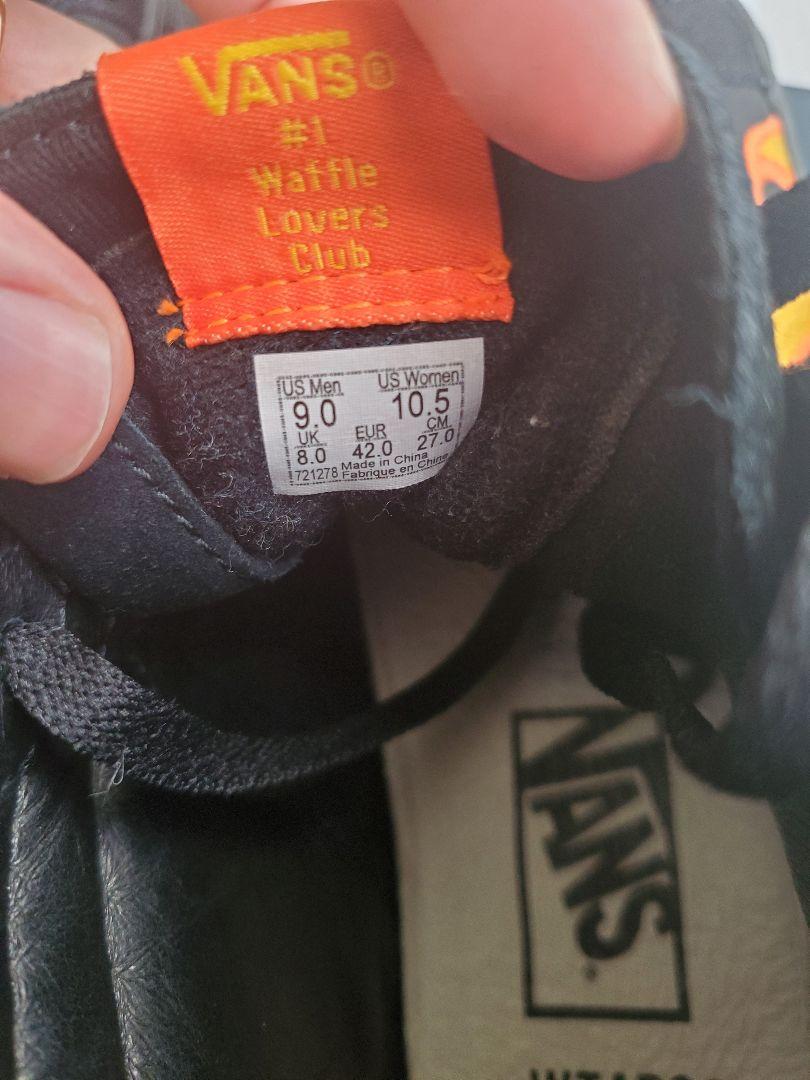 VANS®
#1
Waffle
Lovers
Club
US Men US Women
9.0 10.5
UK EUR CM
8.0 42.0 27.0
721278 Made in China
Fabrique en Chine
VANS